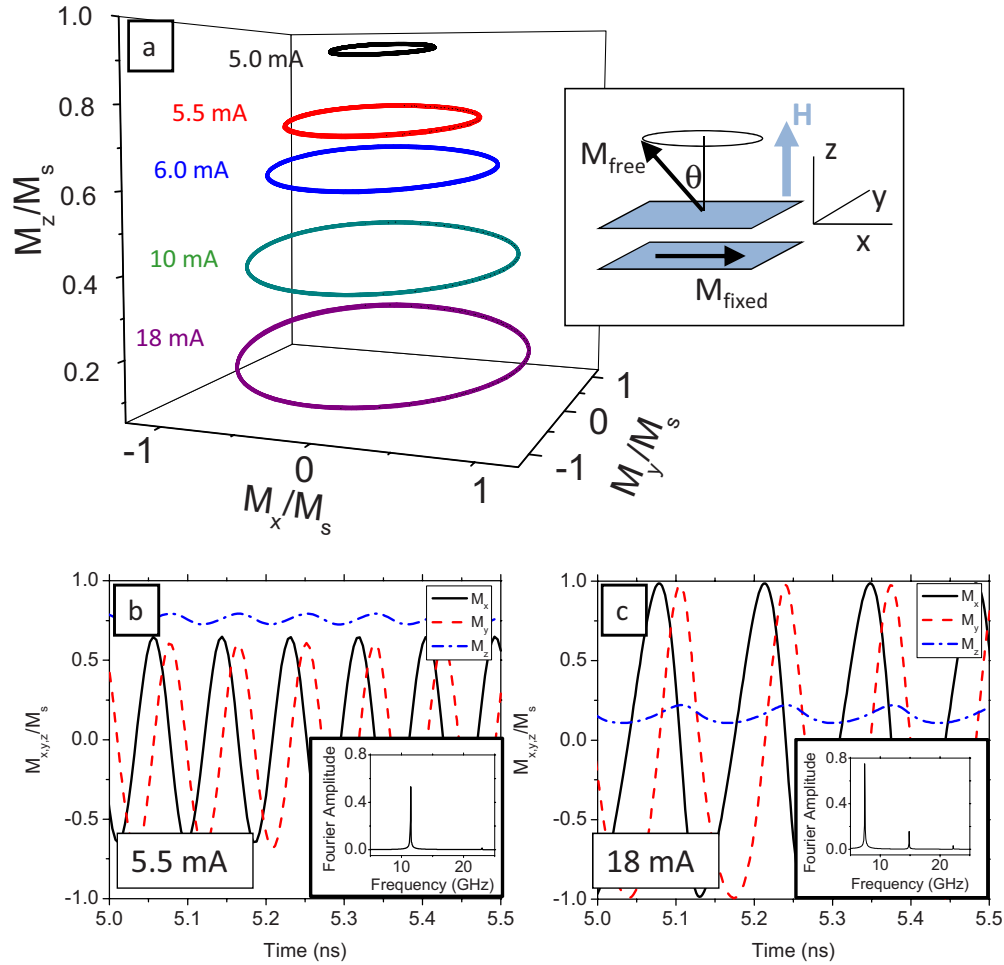 a
1.0
0.8
0.6
0.4
0.2
M_z/M_s
5.0 mA
5.5 mA
6.0 mA
10 mA
18 mA
-1
0
1
M_x/M_s
-1
0
1
M_y/M_s
H
M_free
θ
M_fixed
z
y
x
b
1.0
0.5
0.0
-0.5
-1.0
M_x,y,z/M_s
M_x
M_y
M_z
5.5 mA
0.8
0.4
0.0
Fourier Amplitude
10 20
Frequency (GHz)
5.0 5.1 5.2 5.3 5.4 5.5
Time (ns)
c
1.0
0.5
0.0
-0.5
-1.0
M_x,y,z/M_s
M_x
M_y
M_z
18 mA
0.8
0.4
0.0
Fourier Amplitude
10 20
Frequency (GHz)
5.0 5.1 5.2 5.3 5.4 5.5
Time (ns)